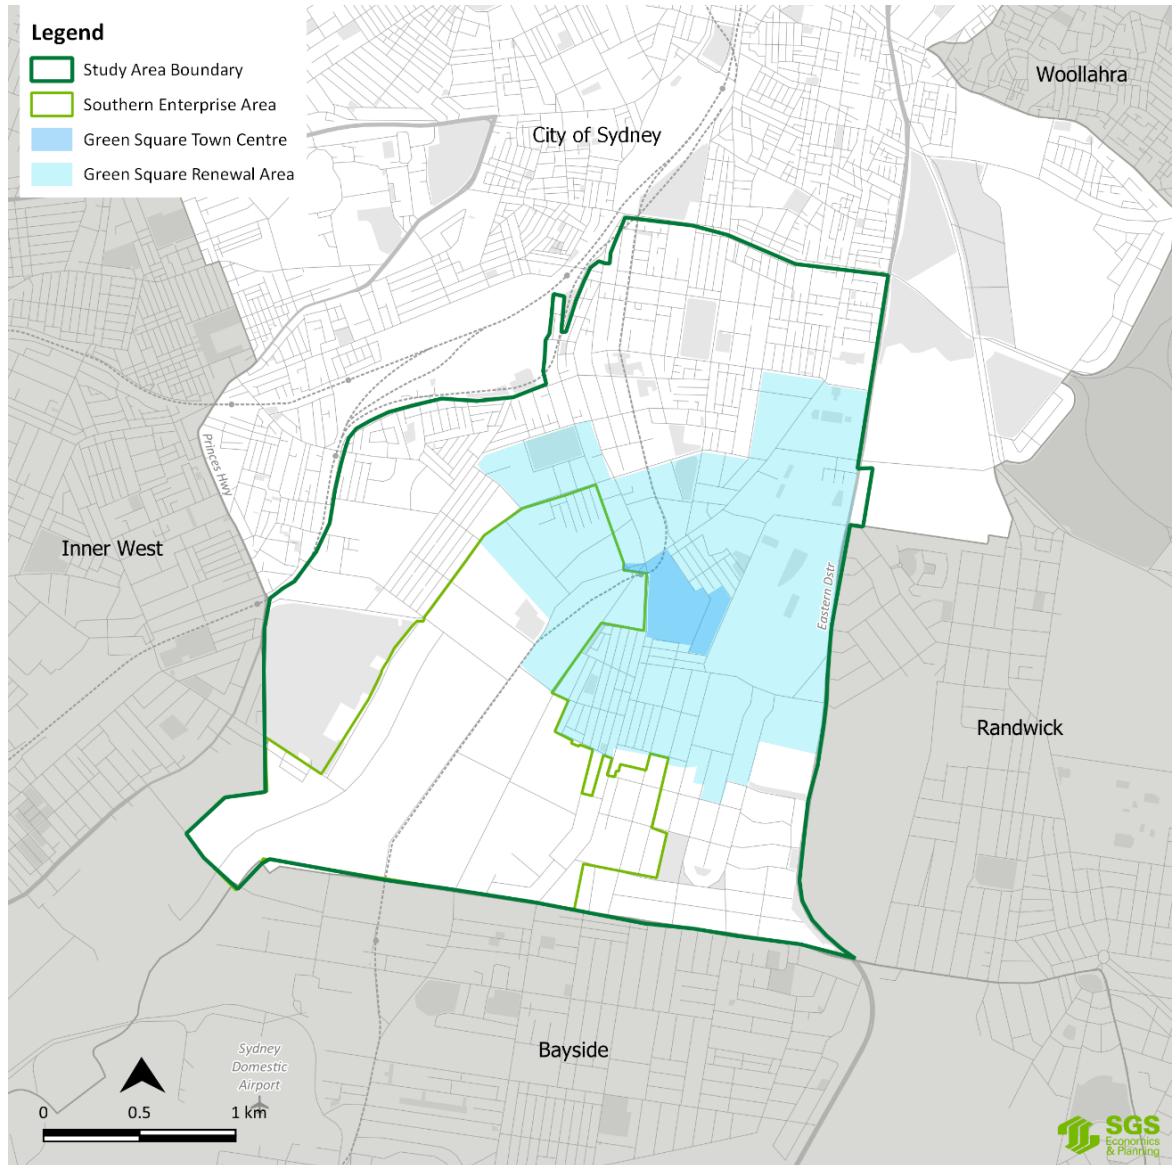 Legend
Study Area Boundary
Southern Enterprise Area
Green Square Town Centre
Green Square Renewal Area
Woollahra
City of Sydney
Princes Hwy
Inner West
Eastern Dstr
Randwick
Bayside
Sydney
Domestic
Airport
0 0.5 1 km
SGS
Economics
& Planning